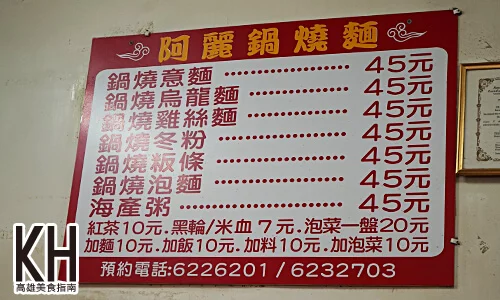 阿麗鍋燒麵
鍋燒意麵 45元
鍋燒烏龍麵 45元
鍋燒雞絲麵 45元
鍋燒冬粉 45元
鍋燒粄條 45元
鍋燒泡麵 45元
海產粥 45元
紅茶10元.黑輪/米血7元.泡菜一盤20元
加麵10元.加飯10元.加料10元.加泡菜10元
預約電話:6226201/6232703
KH
高雄美食指南